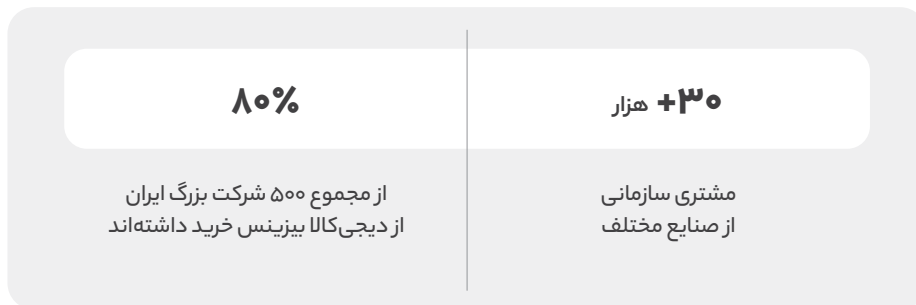 +۳۰ هزار
مشتری سازمانی
از صنایع مختلف
۸۰%
از مجموع ۵۰۰ شرکت بزرگ ایران
از دیجی‌کالا بیزینس خرید داشته‌اند